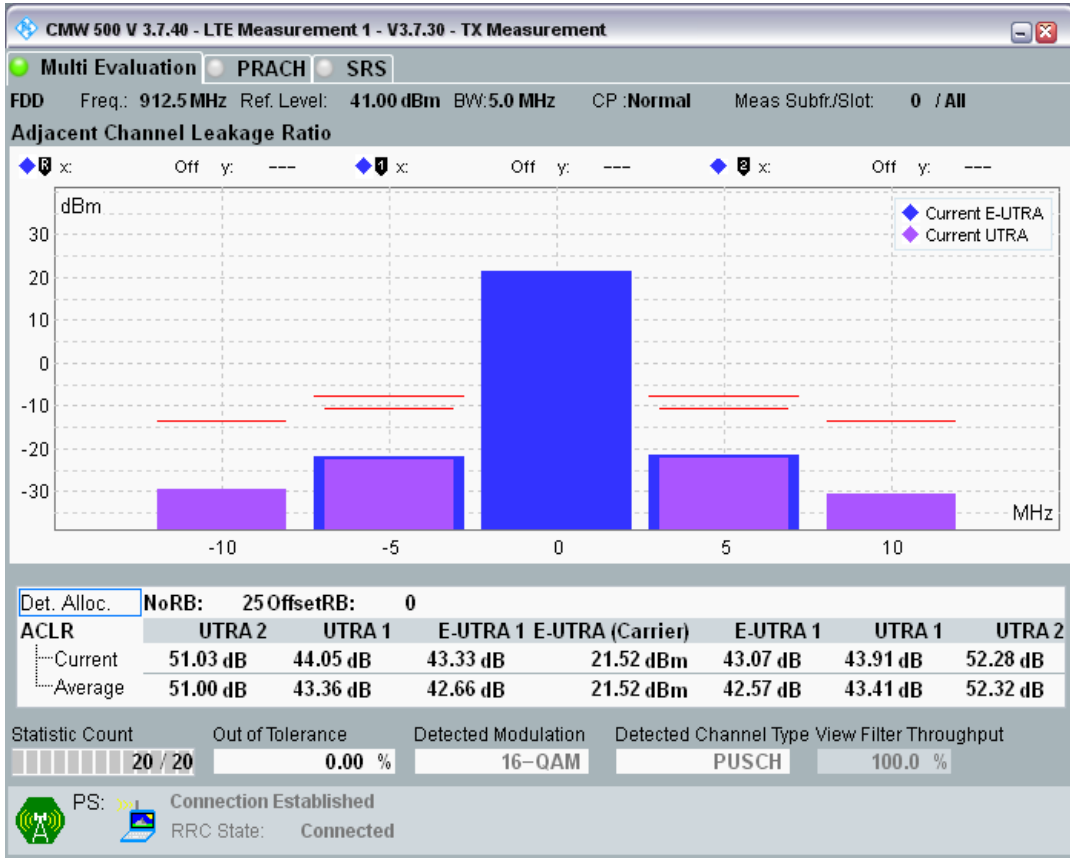 CMW 500 V 3.7.40 - LTE Measurement 1 - V3.7.30 - TX Measurement
Multi Evaluation PRACH SRS
FDD Freq.: 912.5 MHz Ref. Level: 41.00 dBm BW: 5.0 MHz CP :Normal Meas Subfr./Slot: 0 / All
Adjacent Channel Leakage Ratio
R x: Off y: --- 1 x: Off y: --- 2 x: Off y: ---
dBm
Current E-UTRA
Current UTRA
30
20
10
0
-10
-20
-30
MHz
-10 -5 0 5 10
Det. Alloc. NoRB: 25 OffsetRB: 0
ACLR UTRA 2 UTRA 1 E-UTRA 1 E-UTRA (Carrier) E-UTRA 1 UTRA 1 UTRA 2
Current 51.03 dB 44.05 dB 43.33 dB 21.52 dBm 43.07 dB 43.91 dB 52.28 dB
Average 51.00 dB 43.36 dB 42.66 dB 21.52 dBm 42.57 dB 43.41 dB 52.32 dB
Statistic Count Out of Tolerance Detected Modulation Detected Channel Type View Filter Throughput
20 / 20 0.00 % 16-QAM PUSCH 100.0 %
PS: Connection Established
RRC State: Connected